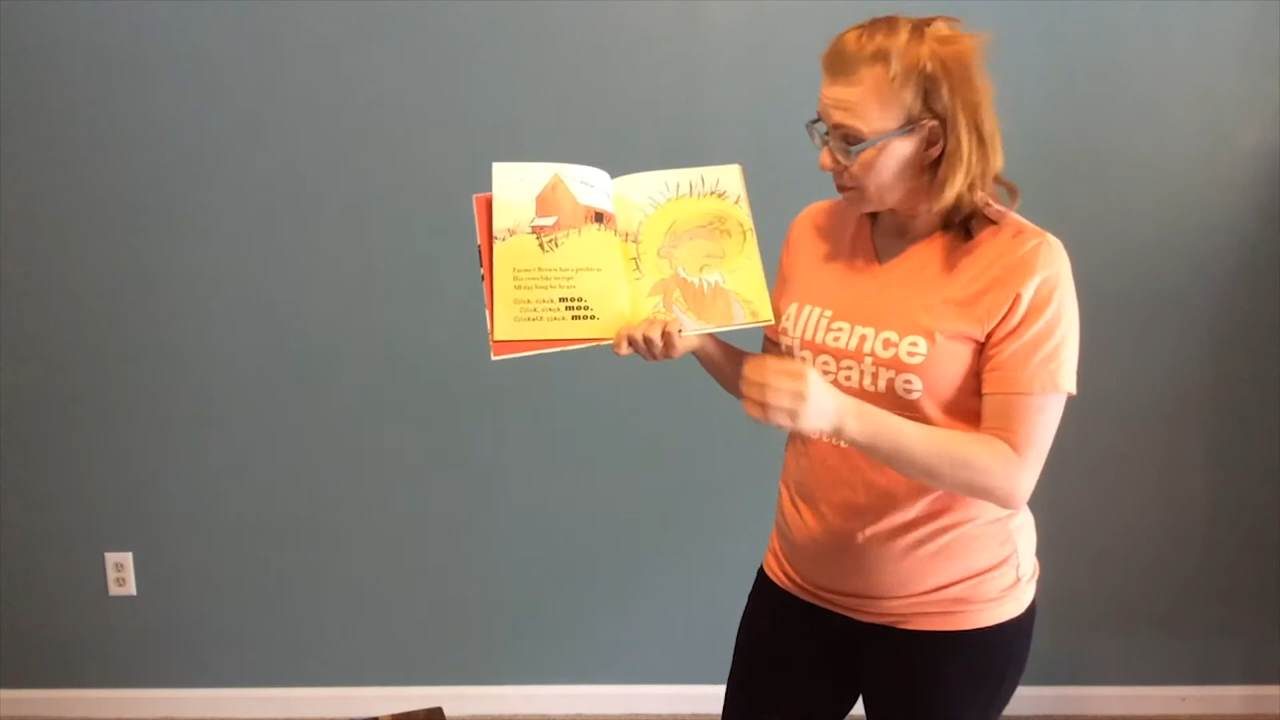 Farmer Brown has a problem.
His cows like to type.
All day long he hears
Click, clack, moo.
Click, clack, moo.
Clickety, clack, moo.
Alliance
Theatre